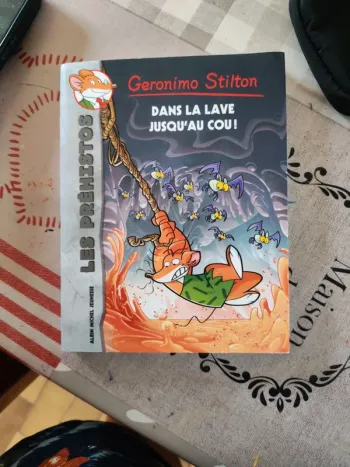 Geronimo Stilton
DANS LA LAVE
JUSQU'AU COU !
LES PRÉHISTOS
ALBIN MICHEL JEUNESSE
Maison